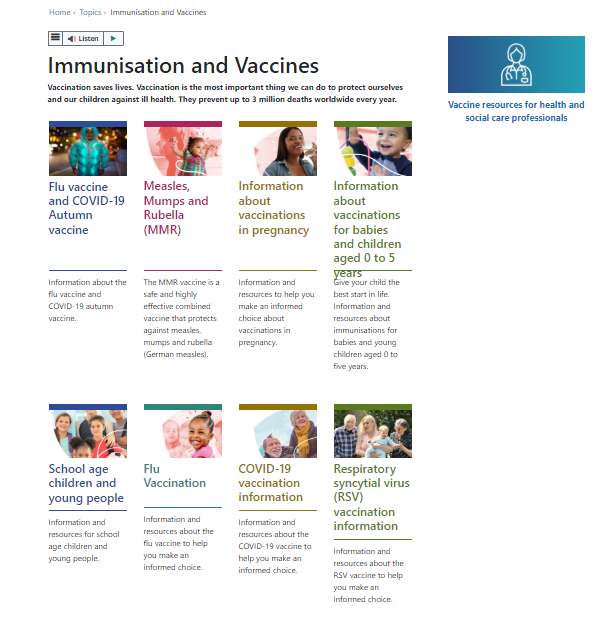 Home › Topics › Immunisation and Vaccines
Listen
Immunisation and Vaccines
Vaccination saves lives. Vaccination is the most important thing we can do to protect ourselves
and our children against ill health. They prevent up to 3 million deaths worldwide every year.
Vaccine resources for health and
social care professionals
Flu vaccine
and COVID-19
Autumn
vaccine
Information about the
flu vaccine and
COVID-19 autumn
vaccine.
Measles,
Mumps and
Rubella
(MMR)
The MMR vaccine is a
safe and highly
effective combined
vaccine that protects
against measles,
mumps and rubella
(German measles).
Information
about
vaccinations
in pregnancy
Information and
resources to help you
make an informed
choice about
vaccinations in
pregnancy.
Information
about
vaccinations
for babies
and children
aged 0 to 5
years
Give your child the
best start in life.
Information and
resources about
immunisations for
babies and young
children aged 0 to
five years.
School age
children and
young people
Information and
resources for school
age children and
young people.
Flu
Vaccination
Information and
resources about the
flu vaccine to help
you make an
informed choice.
COVID-19
vaccination
information
Information and
resources about the
COVID-19 vaccine to
help you make an
informed choice.
Respiratory
syncytial virus
(RSV)
vaccination
information
Information and
resources about the
RSV vaccine to help
you make an
informed choice.